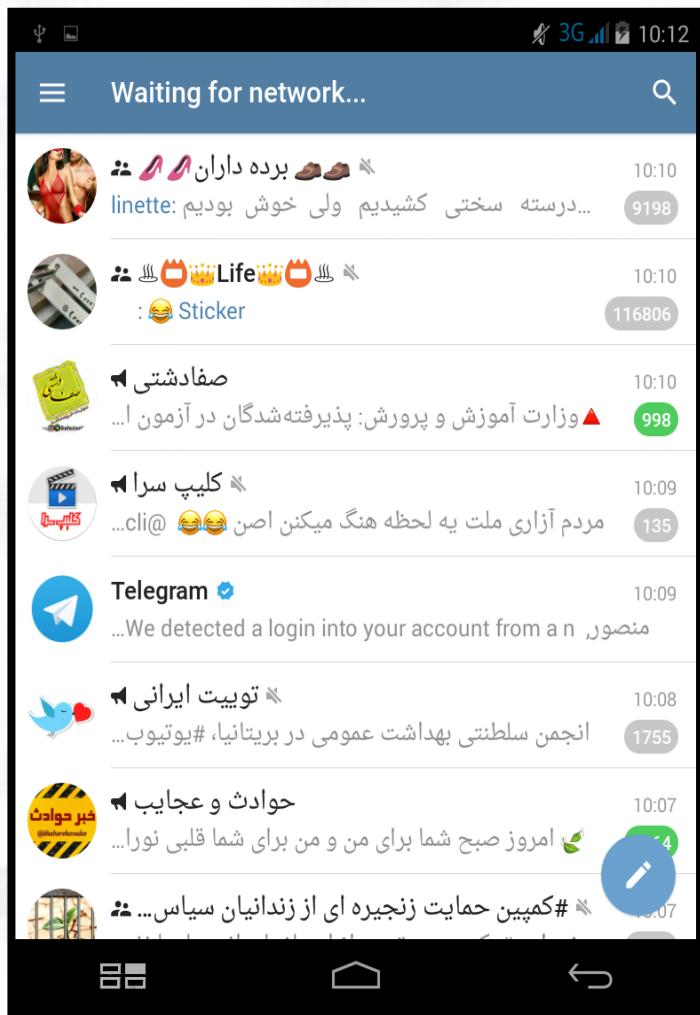 3G 10:12
Waiting for network...
👠👠 برده داران 👞👞 10:10
linette: درسته سختی کشیدیم ولی خوش بودیم... 9198
♨📛👑Life👑📛♨ 10:10
: 😂 Sticker 116806
صفادشتی 10:10
🔺وزارت آموزش و پرورش: پذیرفته‌شدگان در آزمون ا... 998
کلیپ سرا 10:09
مردم آزاری ملت یه لحظه هنگ میکنن اصن 😂😂 @cli... 135
Telegram 10:09
منصور, We detected a login into your account from a n...
توییت ایرانی 10:08
انجمن سلطنتی بهداشت عمومی در بریتانیا، #یوتیوب... 1755
حوادث و عجایب 10:07
🍃 امروز صبح شما برای من و من برای شما قلبی نورا...
#کمپین حمایت زنجیره ای از زندانیان سیاس...
صفادشتی
کلیپ سرا
خبر حوادث
@khabarehavades